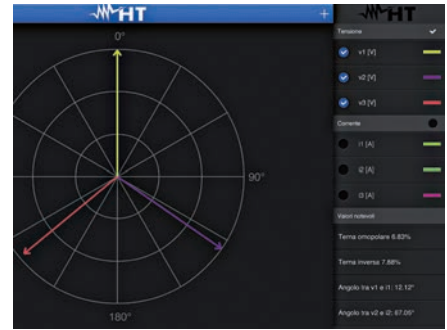 HT
+
HT
0°
90°
180°
Tensione
v1 [V]
v2 [V]
v3 [V]
Corrente
i1 [A]
i2 [A]
i3 [A]
Valori notevoli
Terna omopolare 6.83%
Terna inversa 7.88%
Angolo tra v1 e i1: 12.12°
Angolo tra v2 e i2: 67.05°